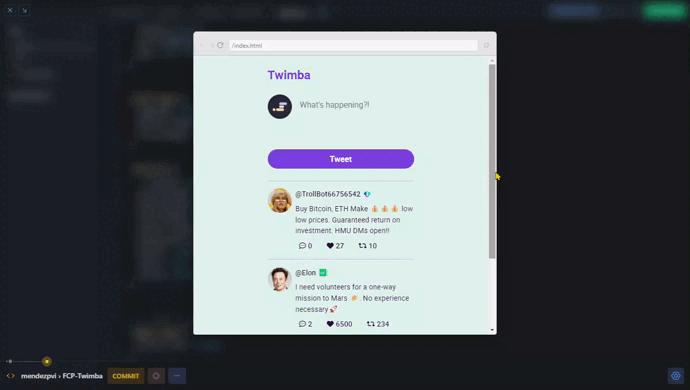 /index.html
Twimba
What's happening?!
Tweet
@TrollBot66756542 💎
Buy Bitcoin, ETH Make 💰 💰 💰 low
low prices. Guaranteed return on
investment. HMU DMs open!!
0 27 10
@Elon ✅
I need volunteers for a one-way
mission to Mars 🪐. No experience
necessary🚀
2 6500 234
mendezpvi › FCP-Twimba COMMIT